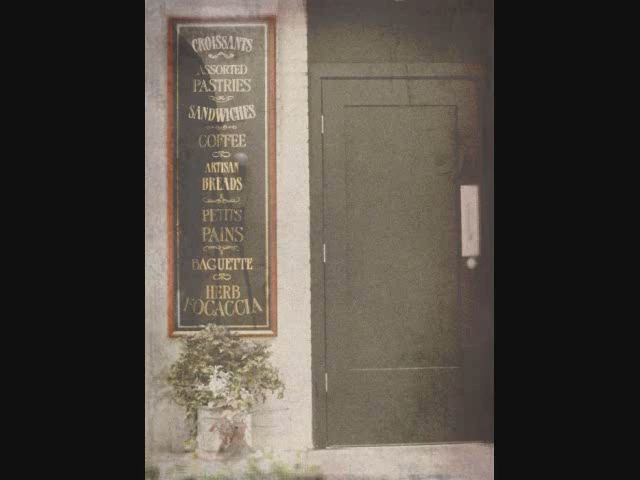 CROISSANTS
ASSORTED
PASTRIES
SANDWICHES
COFFEE
ARTISAN
BREADS
PETITS
PAINS
BAGUETTE
HERB
FOCACCIA